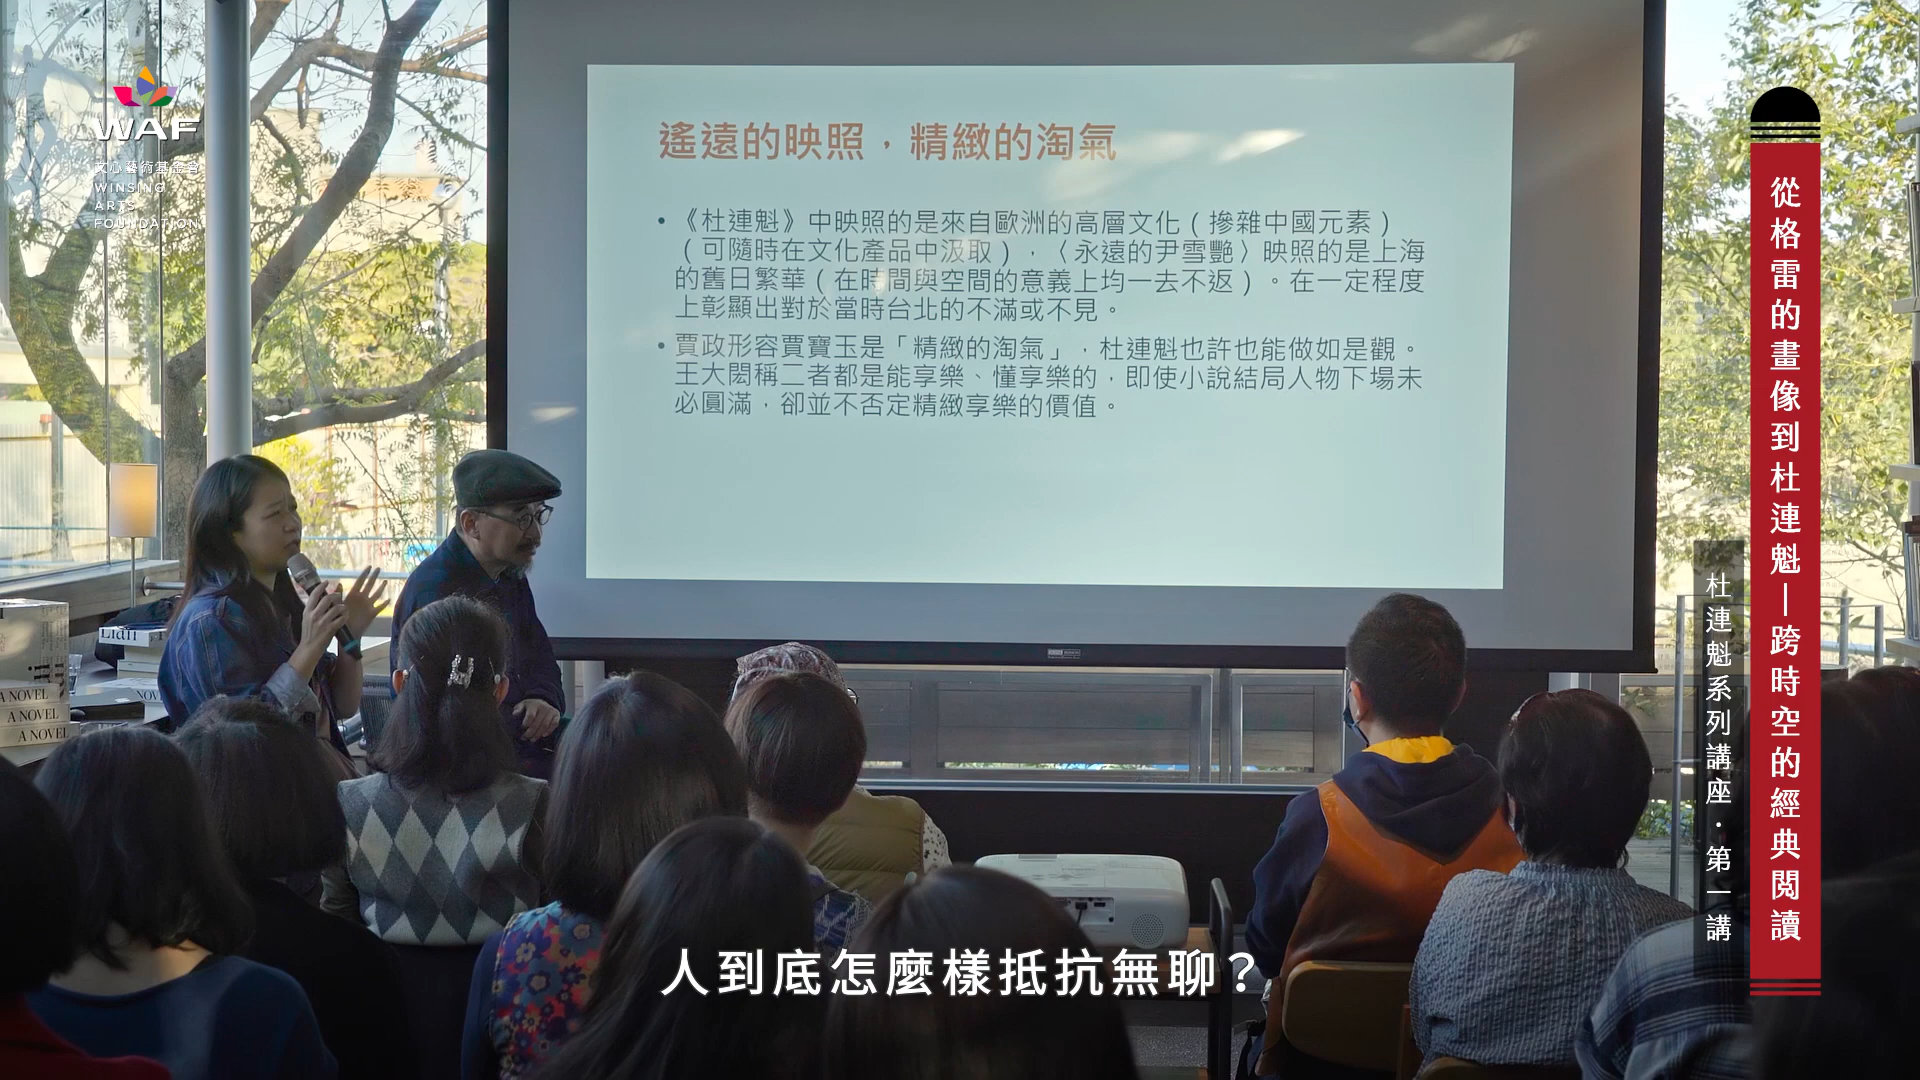 WAF
文心藝術基金會
WINSING
ARTS
FOUNDATION
遙遠的映照，精緻的淘氣
• 《杜連魁》中映照的是來自歐洲的高層文化（摻雜中國元素）
（可隨時在文化產品中汲取），〈永遠的尹雪艷〉映照的是上海
的舊日繁華（在時間與空間的意義上均一去不返）。在一定程度
上彰顯出對於當時台北的不滿或不見。
• 賈政形容賈寶玉是「精緻的淘氣」，杜連魁也許也能做如是觀。
王大閎稱二者都是能享樂、懂享樂的，即使小說結局人物下場未
必圓滿，卻並不否定精緻享樂的價值。
從格雷的畫像到杜連魁—跨時空的經典閱讀
杜連魁系列講座．第一講
Lian
NOV
A NOVEL
A NOVEL
A NOVEL
人到底怎麼樣抵抗無聊？